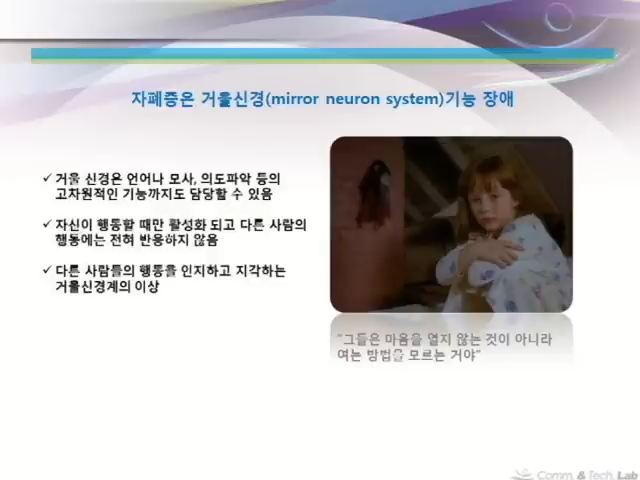 자폐증은 거울신경(mirror neuron system)기능 장애
✓ 거울 신경은 언어나 모사, 의도파악 등의
고차원적인 기능까지도 담당할 수 있음
✓ 자신이 행동할 때만 활성화 되고 다른 사람의
행동에는 전혀 반응하지 않음
✓ 다른 사람들의 행동을 인지하고 지각하는
거울신경계의 이상
“그들은 마음을 열지 않는 것이 아니라
여는 방법을 모르는 거야”
Comm. & Tech. Lab